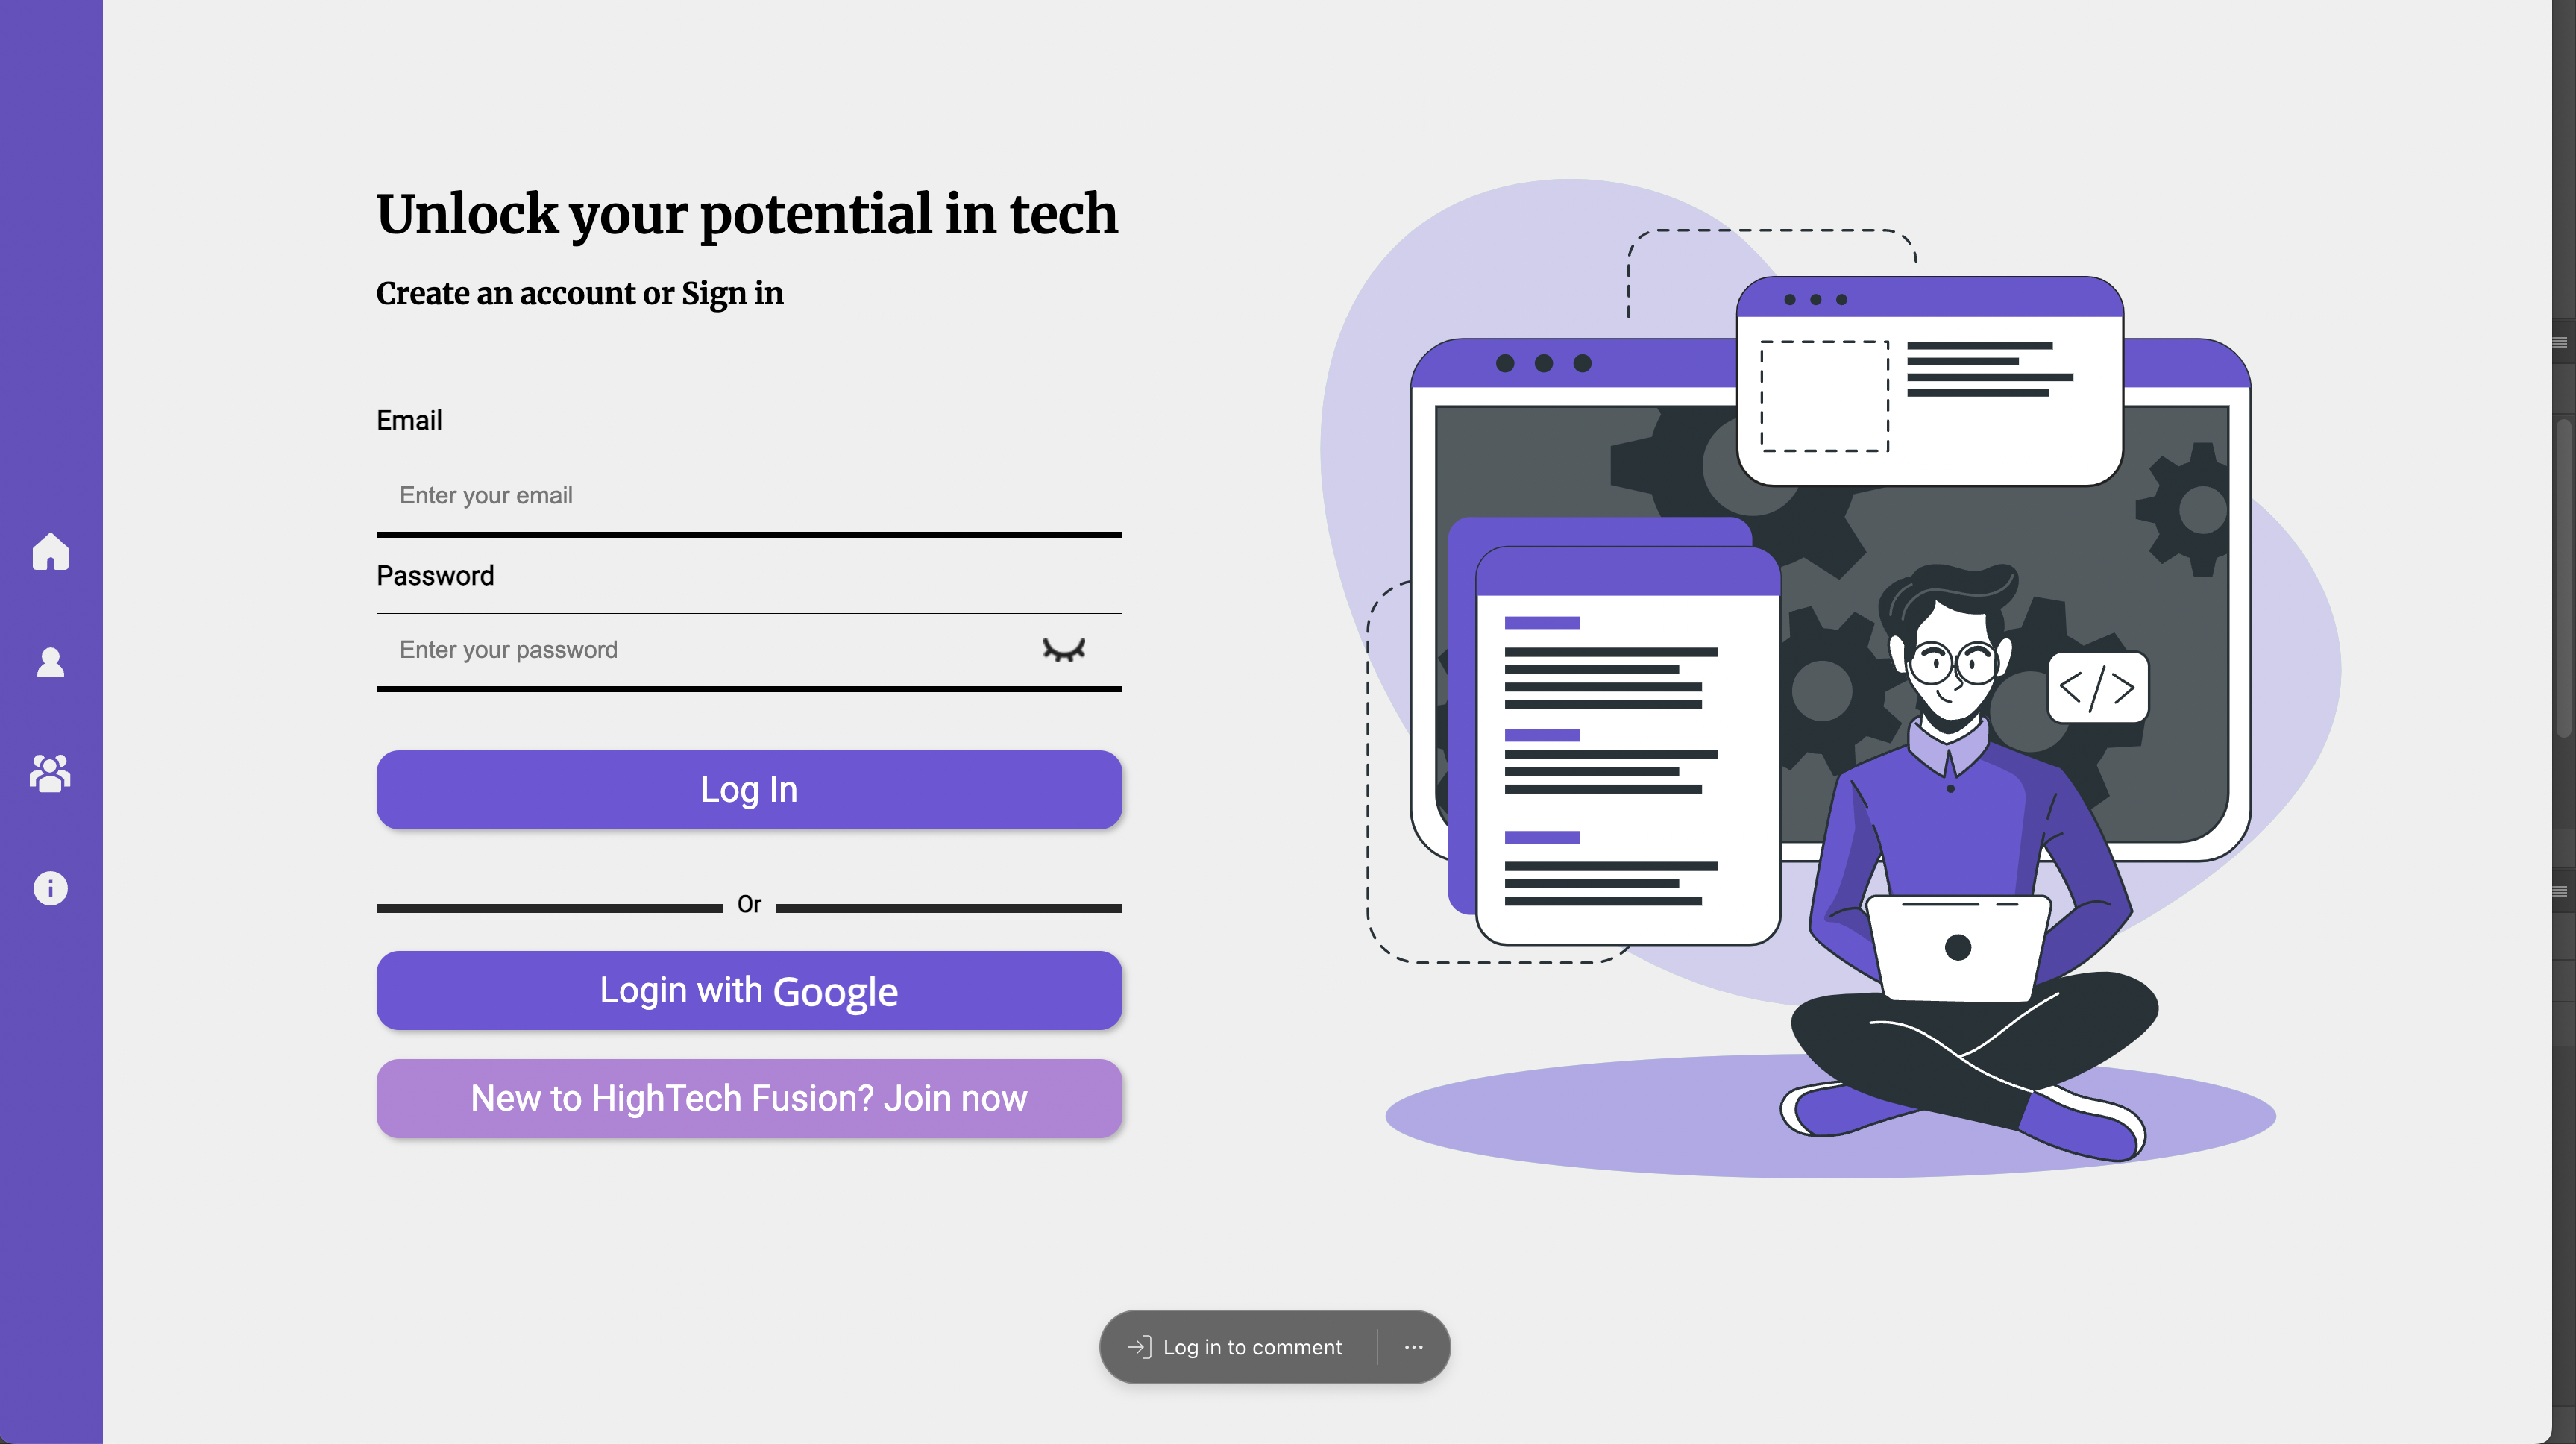 Unlock your potential in tech
Create an account or Sign in
Email
Enter your email
Password
Enter your password
Log In
Or
Login with Google
New to HighTech Fusion? Join now
</>
Log in to comment